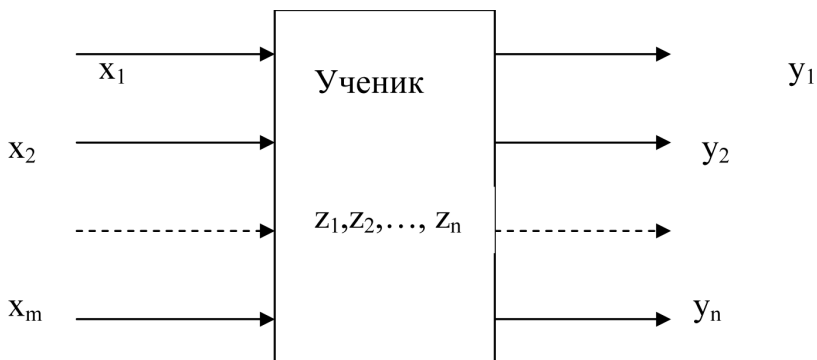 x₁
Ученик
y₁
x₂
y₂
z₁,z₂,…, zₙ
xₘ
yₙ